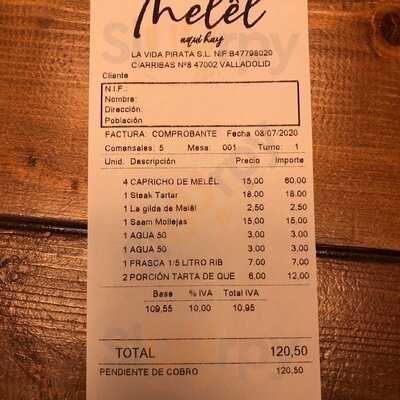 Melêl
aquí hay
LA VIDA PIRATA S.L. NIF:B47798020
C/ARRIBAS Nº8 47002 VALLADOLID
Cliente
N.I.F.:
Nombre:
Dirección:
Población
FACTURA: COMPROBANTE Fecha 08/07/2020
Comensales: 5 Mesa: 001 Turno: 1
Unid. Descripción Precio Importe
4 CAPRICHO DE MELÊL 15,00 60,00
1 Steak Tartar 18,00 18,00
1 La gilda de Melêl 2,50 2,50
1 Saam Mollejas 15,00 15,00
1 AGUA 50 3,00 3,00
1 AGUA 50 3,00 3,00
1 FRASCA 1/5 LITRO RIB 7,00 7,00
2 PORCIÓN TARTA DE QUE 6,00 12,00
Base % IVA Total IVA
109,55 10,00 10,95
TOTAL 120,50
PENDIENTE DE COBRO 120,50